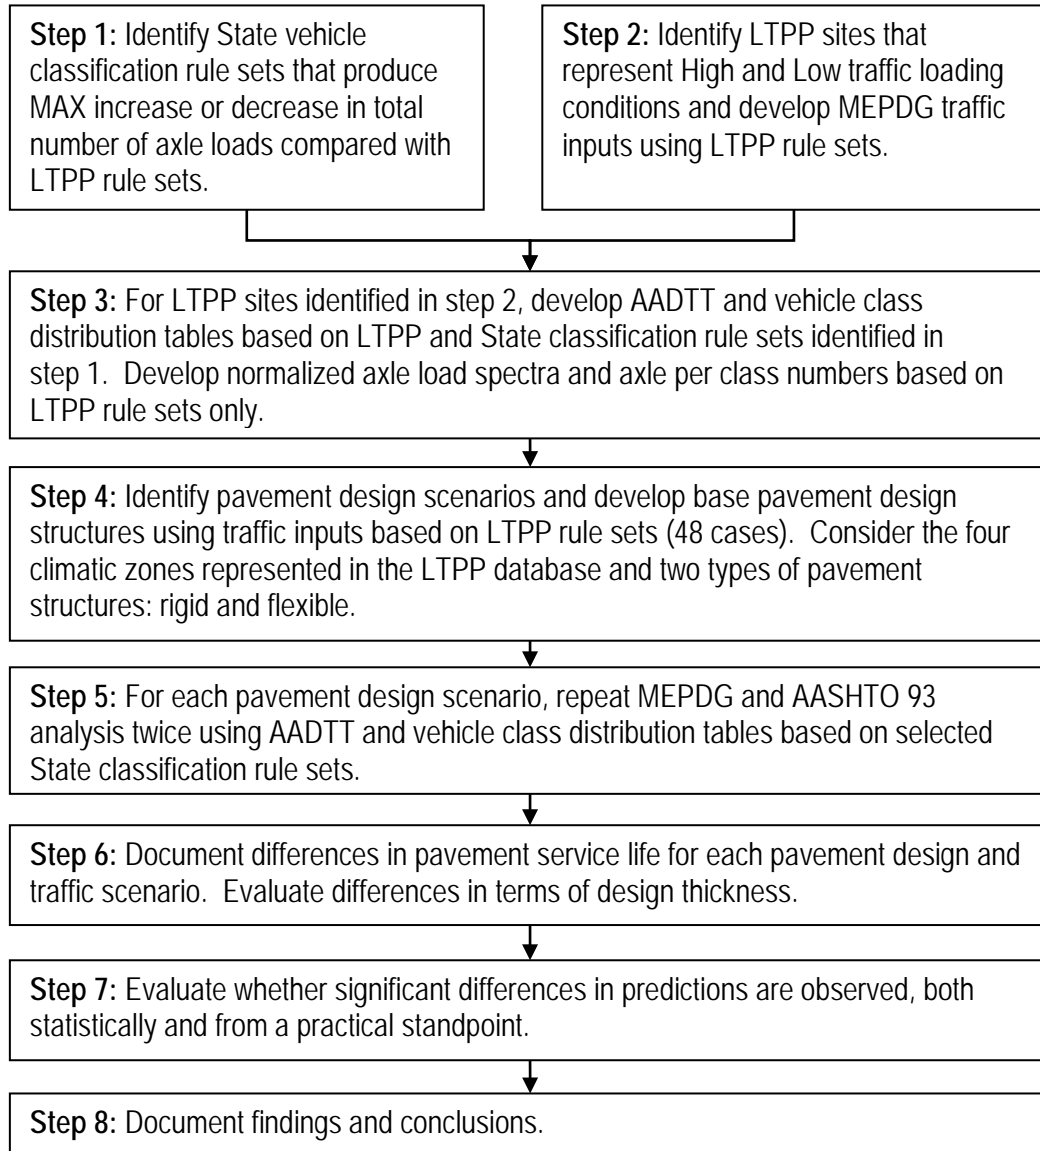 Step 1: Identify State vehicle
classification rule sets that produce
MAX increase or decrease in total
number of axle loads compared with
LTPP rule sets.
Step 2: Identify LTPP sites that
represent High and Low traffic loading
conditions and develop MEPDG traffic
inputs using LTPP rule sets.
Step 3: For LTPP sites identified in step 2, develop AADTT and vehicle class
distribution tables based on LTPP and State classification rule sets identified in
step 1. Develop normalized axle load spectra and axle per class numbers based on
LTPP rule sets only.
Step 4: Identify pavement design scenarios and develop base pavement design
structures using traffic inputs based on LTPP rule sets (48 cases). Consider the four
climatic zones represented in the LTPP database and two types of pavement
structures: rigid and flexible.
Step 5: For each pavement design scenario, repeat MEPDG and AASHTO 93
analysis twice using AADTT and vehicle class distribution tables based on selected
State classification rule sets.
Step 6: Document differences in pavement service life for each pavement design and
traffic scenario. Evaluate differences in terms of design thickness.
Step 7: Evaluate whether significant differences in predictions are observed, both
statistically and from a practical standpoint.
Step 8: Document findings and conclusions.